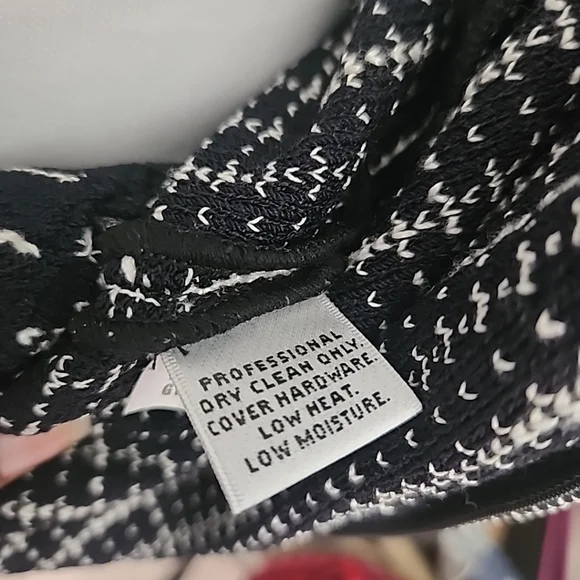 PROFESSIONAL
DRY CLEAN ONLY.
COVER HARDWARE.
LOW HEAT.
LOW MOISTURE.